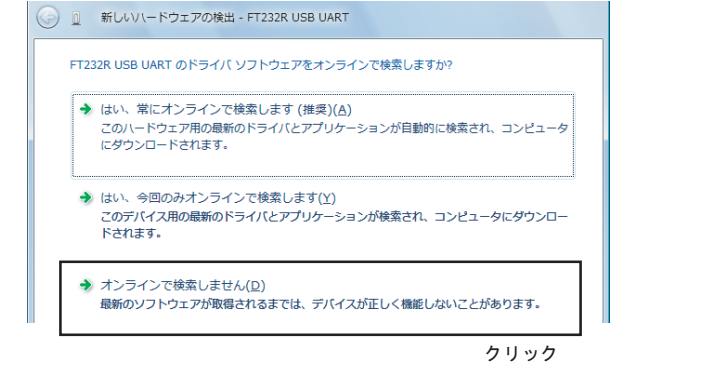 新しいハードウェアの検出 - FT232R USB UART
FT232R USB UART のドライバ ソフトウェアをオンラインで検索しますか?
はい、常にオンラインで検索します (推奨)(A)
このハードウェア用の最新のドライバとアプリケーションが自動的に検索され、コンピュータ
にダウンロードされます。
はい、今回のみオンラインで検索します(Y)
このデバイス用の最新のドライバとアプリケーションが検索され、コンピュータにダウンロー
ドされます。
オンラインで検索しません(D)
最新のソフトウェアが取得されるまでは、デバイスが正しく機能しないことがあります。
クリック